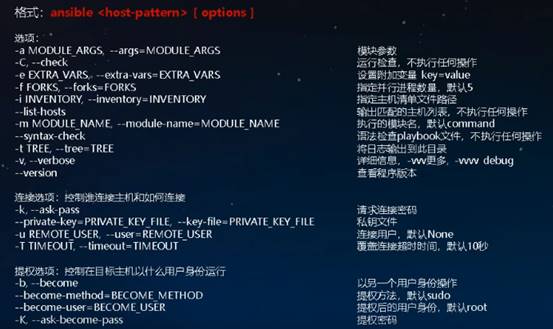 格式：ansible <host-pattern> [ options ]
选项：
-a MODULE_ARGS, --args=MODULE_ARGS 模块参数
-C, --check 运行检查，不执行任何操作
-e EXTRA_VARS, --extra-vars=EXTRA_VARS 设置附加变量 key=value
-f FORKS, --forks=FORKS 指定并行进程数量，默认5
-i INVENTORY, --inventory=INVENTORY 指定主机清单文件路径
--list-hosts 输出匹配的主机列表，不执行任何操作
-m MODULE_NAME, --module-name=MODULE_NAME 执行的模块名，默认command
--syntax-check 语法检查playbook文件，不执行任何操作
-t TREE, --tree=TREE 将日志输出到此目录
-v, --verbose 详细信息，-vvv更多，-vvvv debug
--version 查看程序版本
连接选项：控制谁连接主机和如何连接
-k, --ask-pass 请求连接密码
--private-key=PRIVATE_KEY_FILE, --key-file=PRIVATE_KEY_FILE 私钥文件
-u REMOTE_USER, --user=REMOTE_USER 连接用户，默认None
-T TIMEOUT, --timeout=TIMEOUT 覆盖连接超时时间，默认10秒
提权选项：控制在目标主机以什么用户身份运行
-b, --become 以另一个用户身份操作
--become-method=BECOME_METHOD 提权方法，默认sudo
--become-user=BECOME_USER 提权后的用户身份，默认root
-K, --ask-become-pass 提权密码